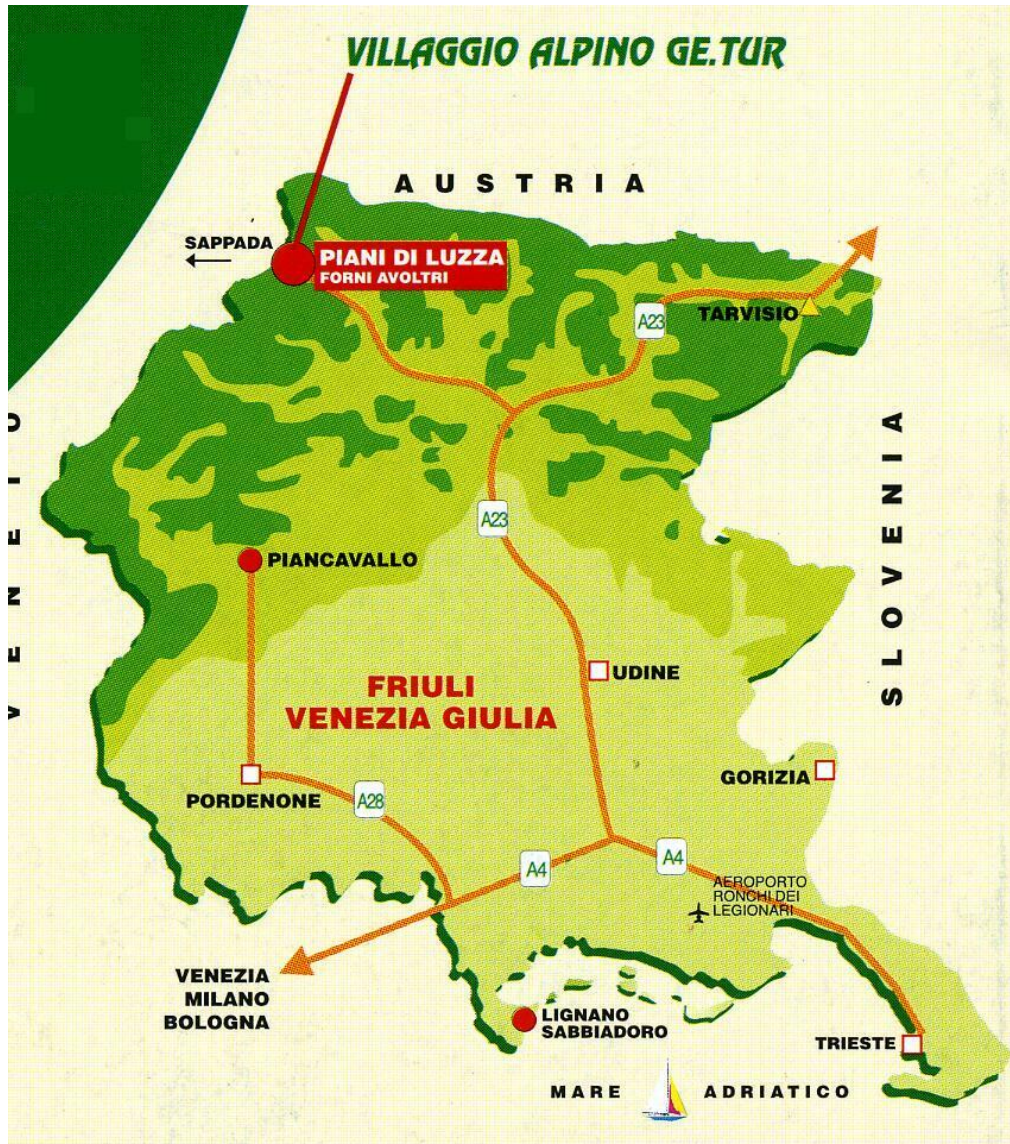 VILLAGGIO ALPINO GE.TUR
AUSTRIA
SAPPADA
PIANI DI LUZZA
FORNI AVOLTRI
A23
TARVISIO
VENETO
SLOVENIA
A23
PIANCAVALLO
UDINE
FRIULI
VENEZIA GIULIA
GORIZIA
PORDENONE
A28
A4
A4
AEROPORTO
RONCHI DEI
LEGIONARI
VENEZIA
MILANO
BOLOGNA
LIGNANO
SABBIADORO
TRIESTE
MARE ADRIATICO